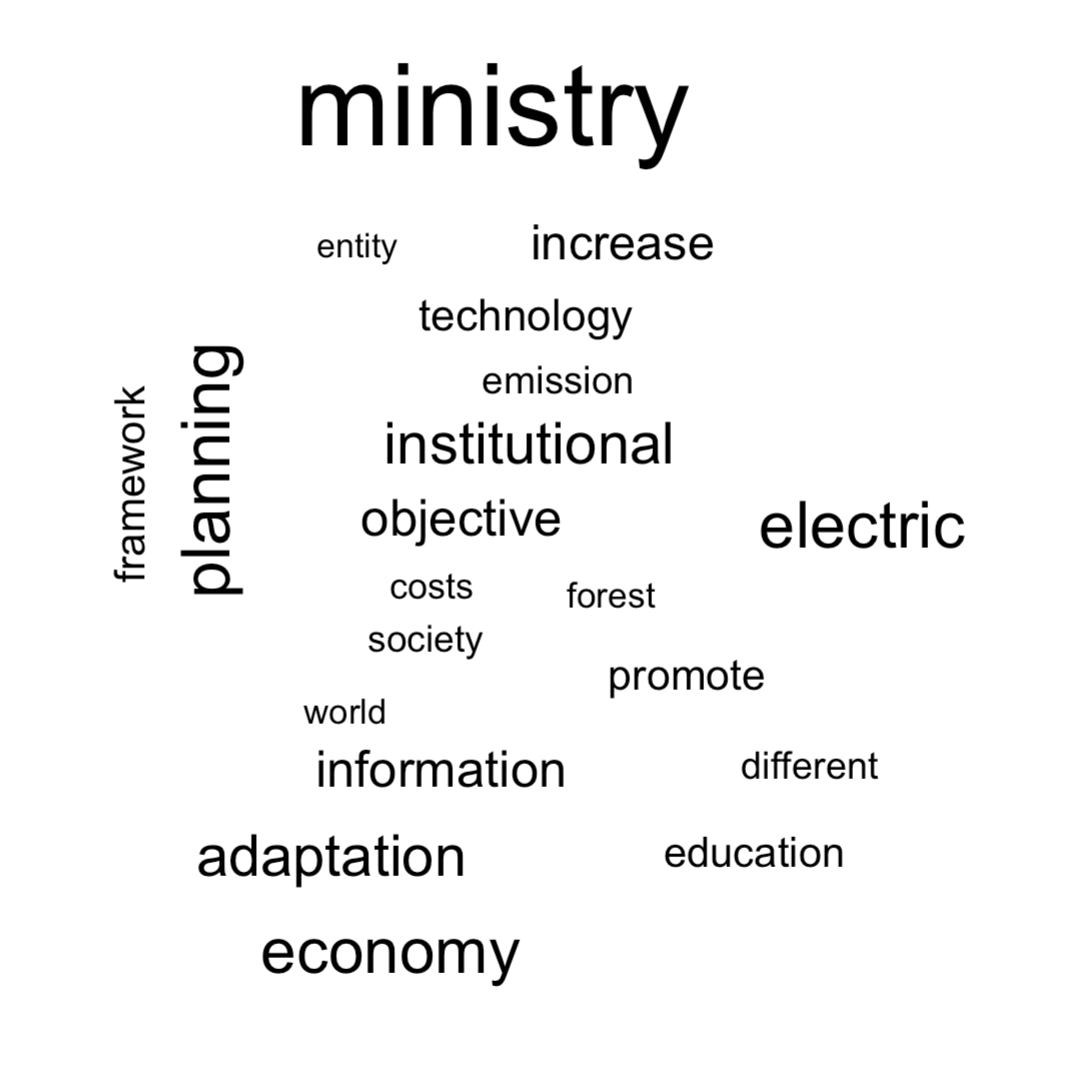 ministry
entity
increase
technology
emission
framework
planning
institutional
objective
electric
costs
forest
society
promote
world
information
different
adaptation
education
economy